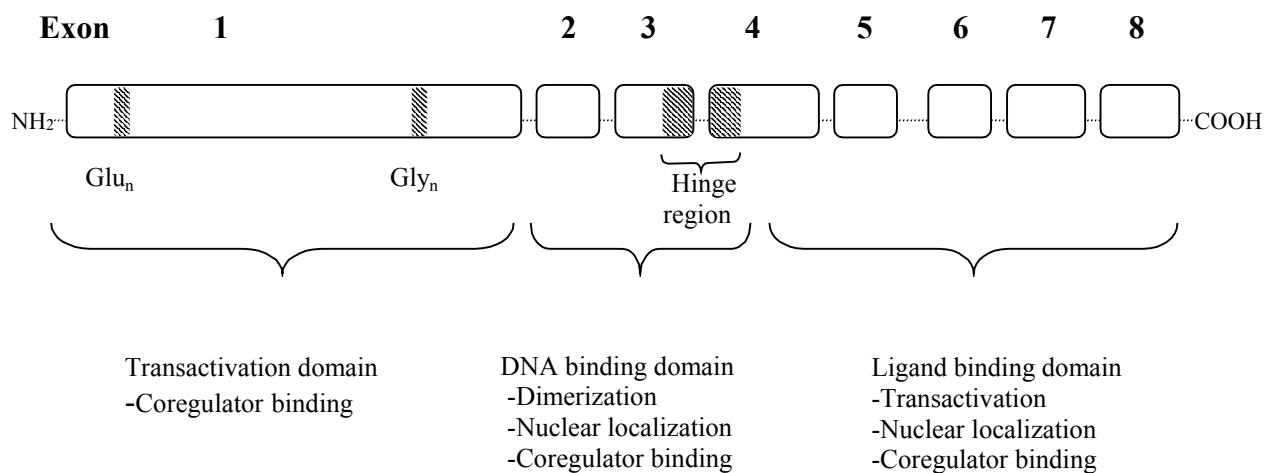 Exon 1 2 3 4 5 6 7 8
NH2 COOH
Glun Glyn Hinge
region
Transactivation domain
-Coregulator binding
DNA binding domain
-Dimerization
-Nuclear localization
-Coregulator binding
Ligand binding domain
-Transactivation
-Nuclear localization
-Coregulator binding